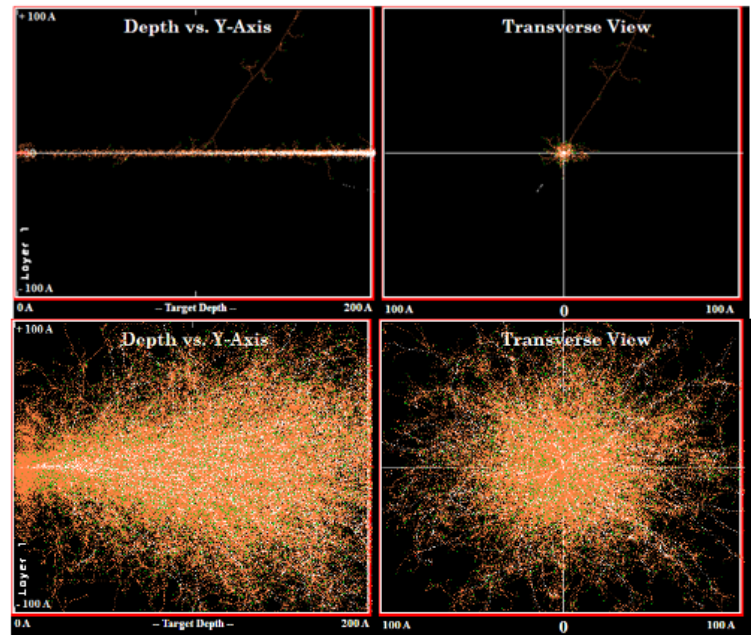 + 100 A
Depth vs. Y-Axis
Transverse View
Layer 1
- 100 A
0 A
-- Target Depth --
200 A
100 A
0
100 A
+ 100 A
Depth vs. Y-Axis
Transverse View
Layer 1
- 100 A
0 A
-- Target Depth --
200 A
100 A
0
100 A